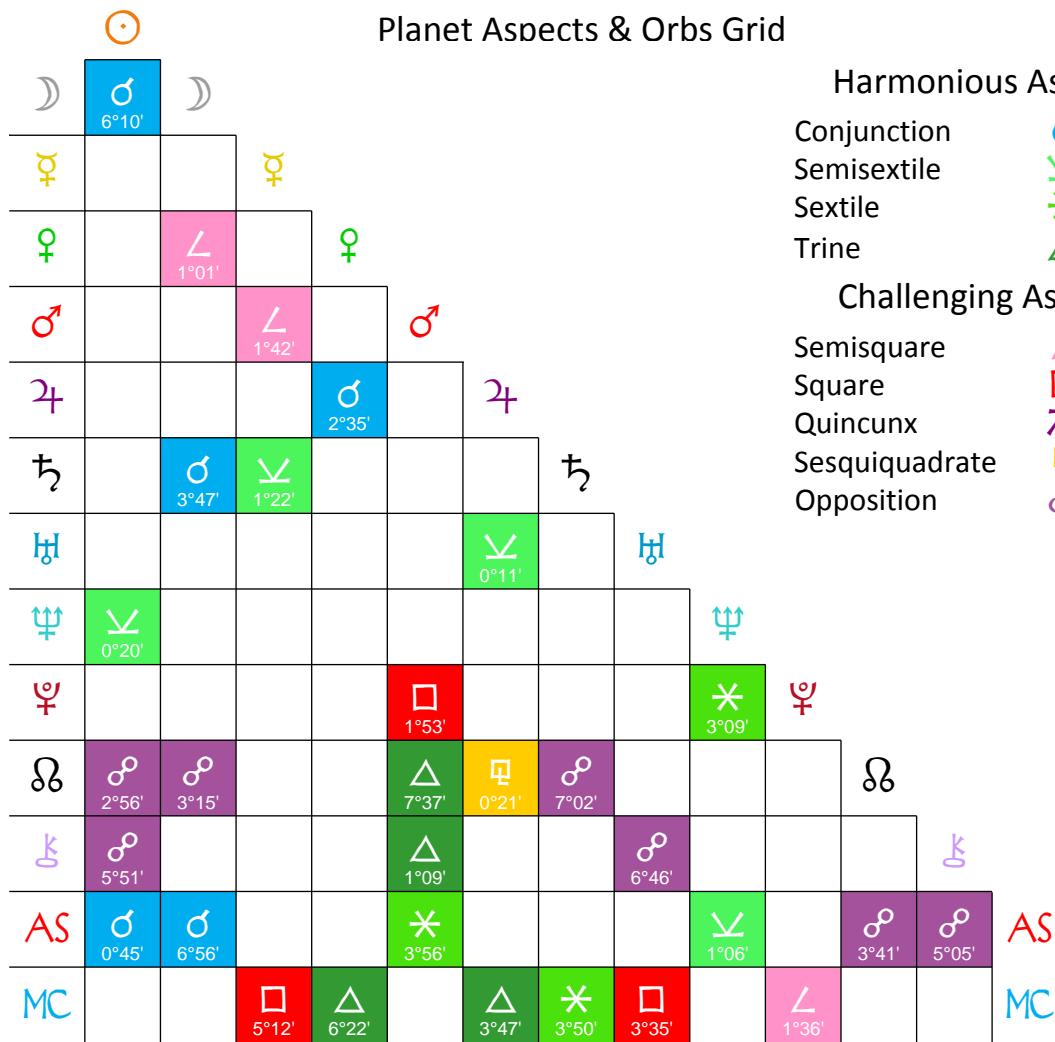 Planet Aspects & Orbs Grid
☉
☽ ☌ 6°10' ☽
Harmonious As
Conjunction ☌
☿ ☿
Semisextile ⚺
Sextile ⚹
♀ ∠ 1°01' ♀
Trine △
♂ ∠ 1°42' ♂
Challenging As
Semisquare ∠
♃ ☌ 2°35' ♃
Square □
Quincunx ⚻
♄ ☌ 3°47' ⚺ 1°22' ♄
Sesquiquadrate ⚼
Opposition ☍
♅ ⚺ 0°11' ♅
♆ ⚺ 0°20' ♆
♇ □ 1°53' ⚹ 3°09' ♇
☊ ☍ 2°56' ☍ 3°15' △ 7°37' ⚼ 0°21' ☍ 7°02' ☊
⚷ ☍ 5°51' △ 1°09' ☍ 6°46' ⚷
AS ☌ 0°45' ☌ 6°56' ⚹ 3°56' ⚺ 1°06' ☍ 3°41' ☍ 5°05' AS
MC □ 5°12' △ 6°22' △ 3°47' ⚹ 3°50' □ 3°35' ∠ 1°36' MC